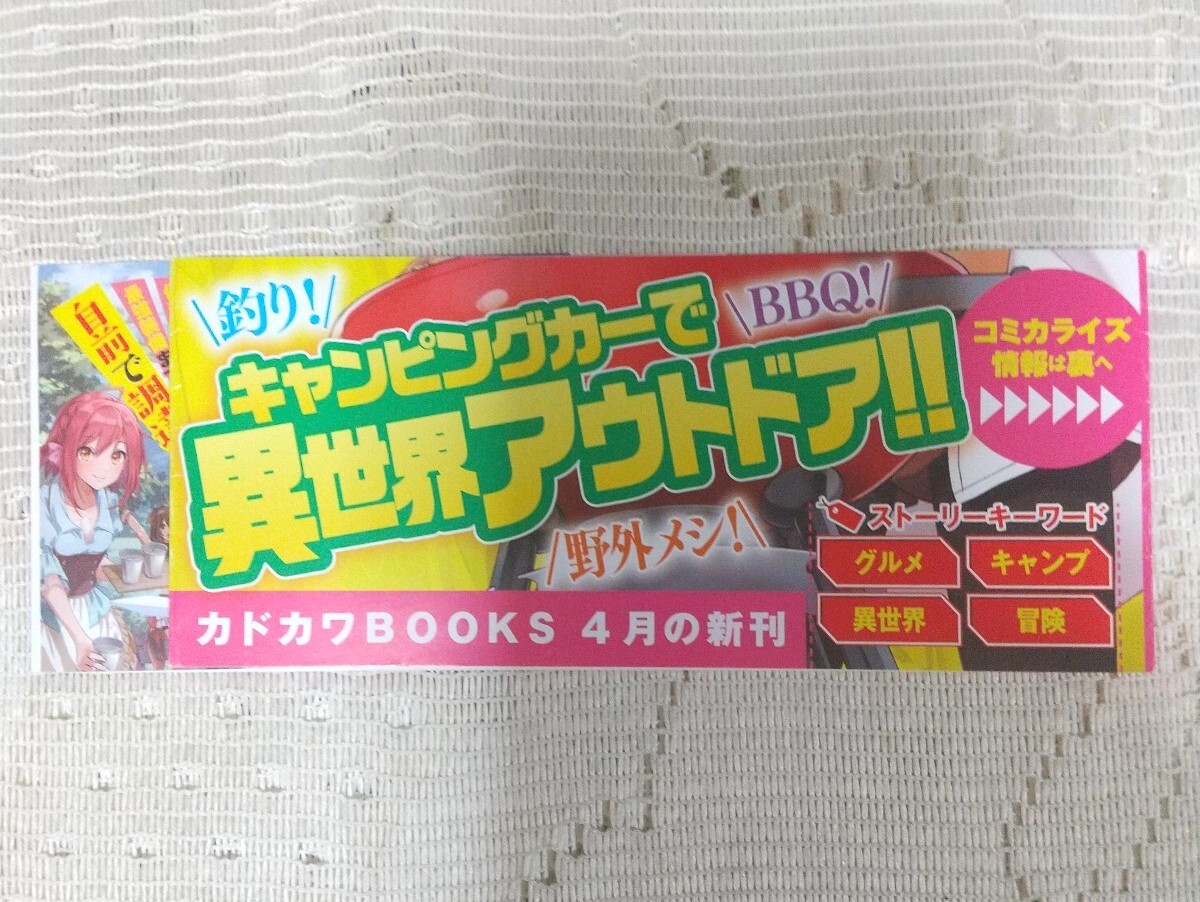 \釣り!/
\BBQ!/
キャンピングカーで
異世界アウトドア!!
/野外メシ!\
カドカワBOOKS 4月の新刊
コミカライズ
情報は裏へ
ストーリーキーワード
グルメ
キャンプ
異世界
冒険
自前で調達